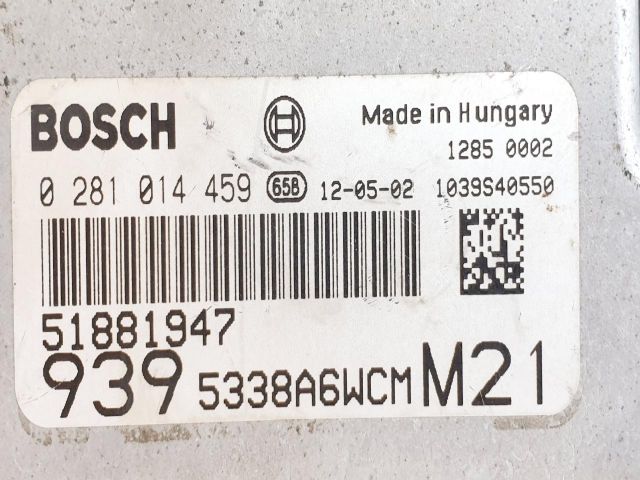 BOSCH Made in Hungary
1285 0002
0 281 014 459 658 12-05-02 1039S40550
51881947
939 5338A6WCM M21